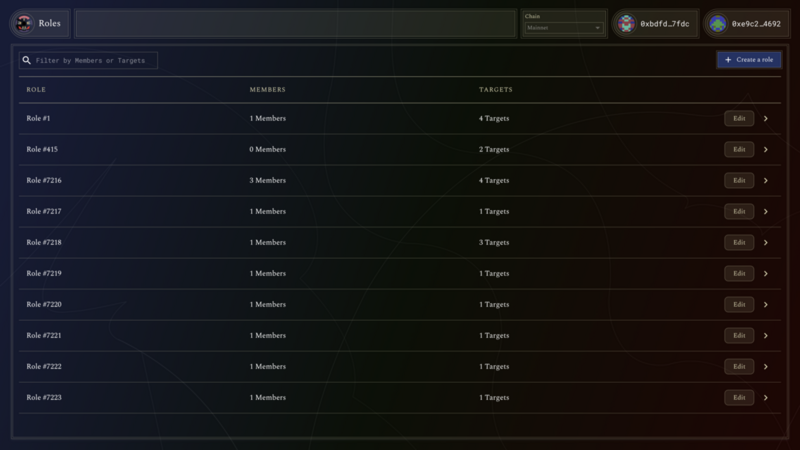 Roles
Chain
Mainnet
0xbdfd…7fdc
0xe9c2…4692
Filter by Members or Targets
+ Create a role
ROLE MEMBERS TARGETS
Role #1 1 Members 4 Targets Edit
Role #415 0 Members 2 Targets Edit
Role #7216 3 Members 4 Targets Edit
Role #7217 1 Members 1 Targets Edit
Role #7218 1 Members 3 Targets Edit
Role #7219 1 Members 1 Targets Edit
Role #7220 1 Members 1 Targets Edit
Role #7221 1 Members 1 Targets Edit
Role #7222 1 Members 1 Targets Edit
Role #7223 1 Members 1 Targets Edit